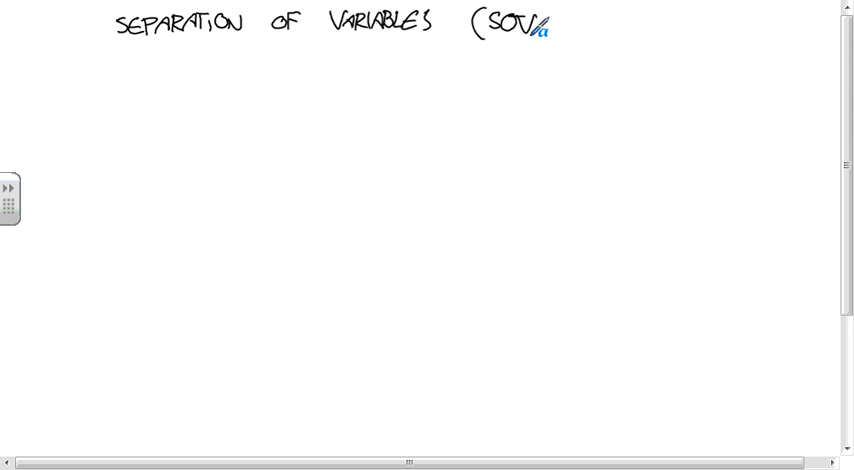 SEPARATION OF VARIABLES (SOV